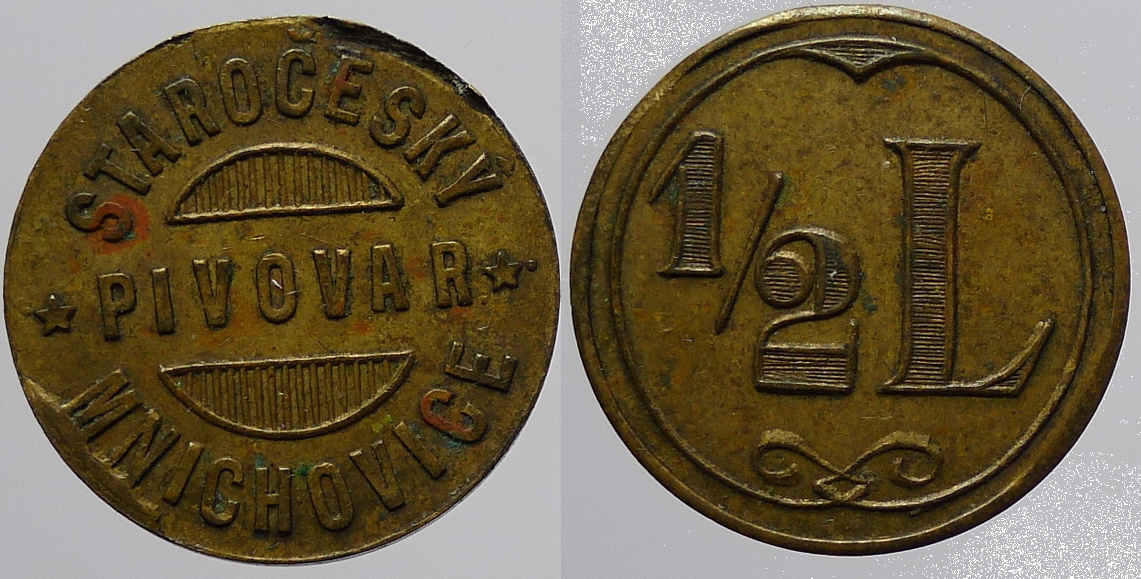 STAROČESKÝ
★ PIVOVAR ★
MNICHOVICE
1/2 L